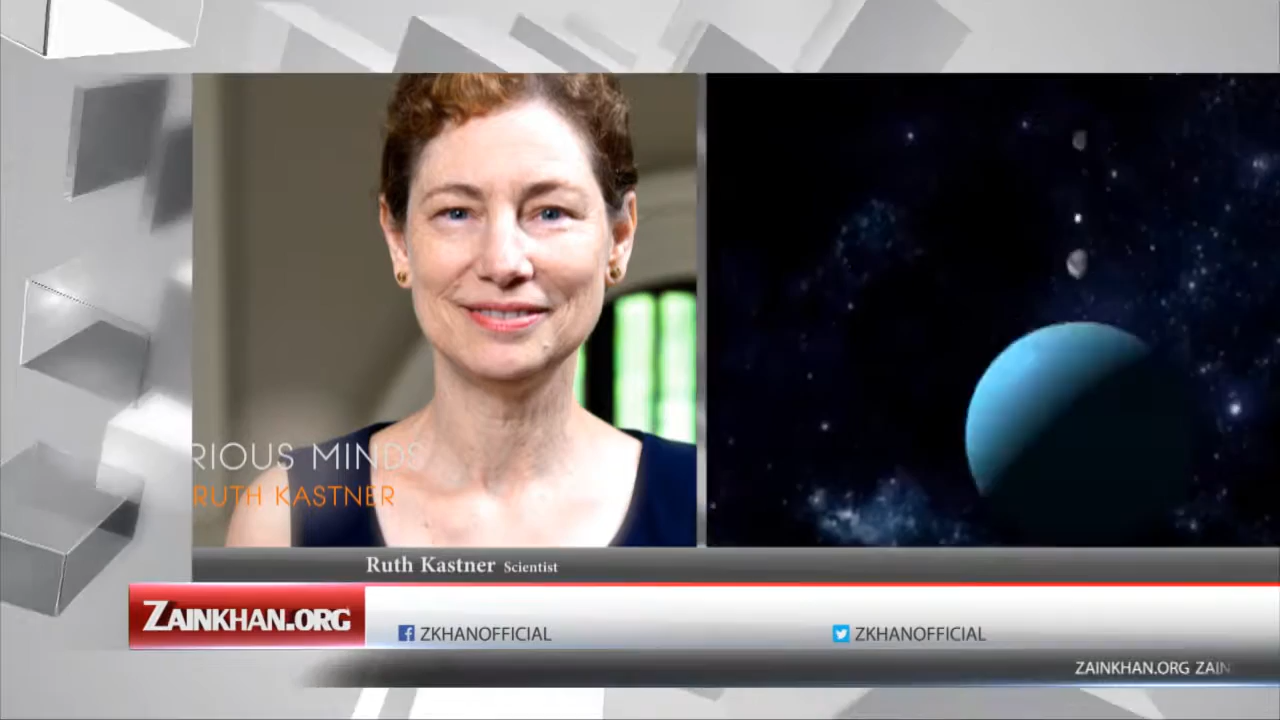 RIOUS MINDS
RUTH KASTNER
Ruth Kastner Scientist
ZAINKHAN.ORG
ZKHANOFFICIAL
ZKHANOFFICIAL
ZAINKHAN.ORG ZAIN